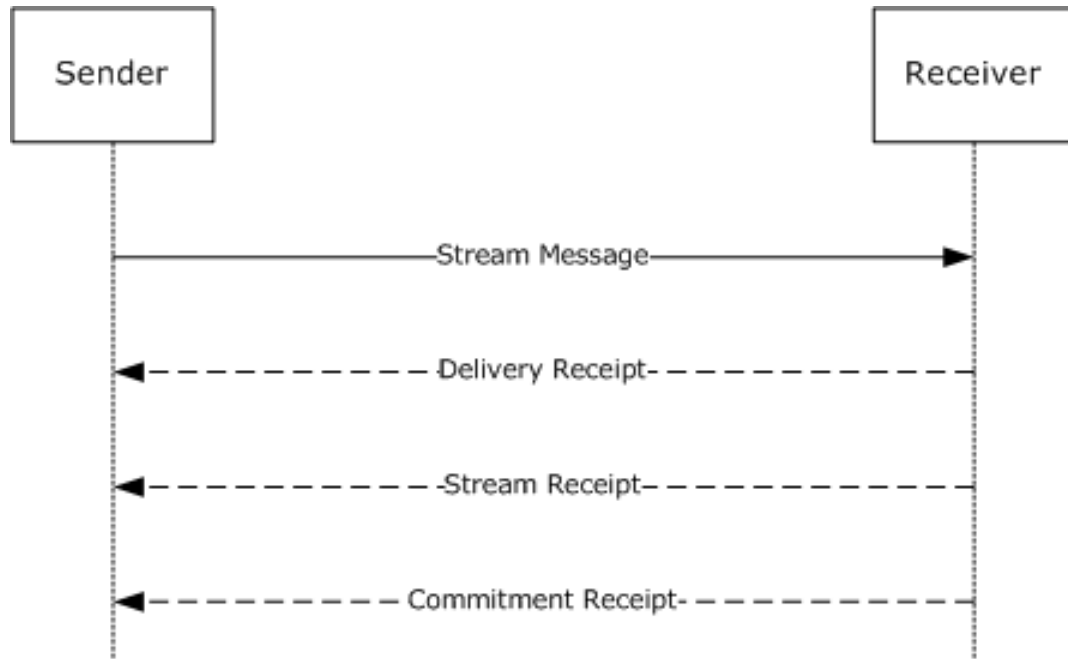 Sender
Receiver
Stream Message
Delivery Receipt
Stream Receipt
Commitment Receipt